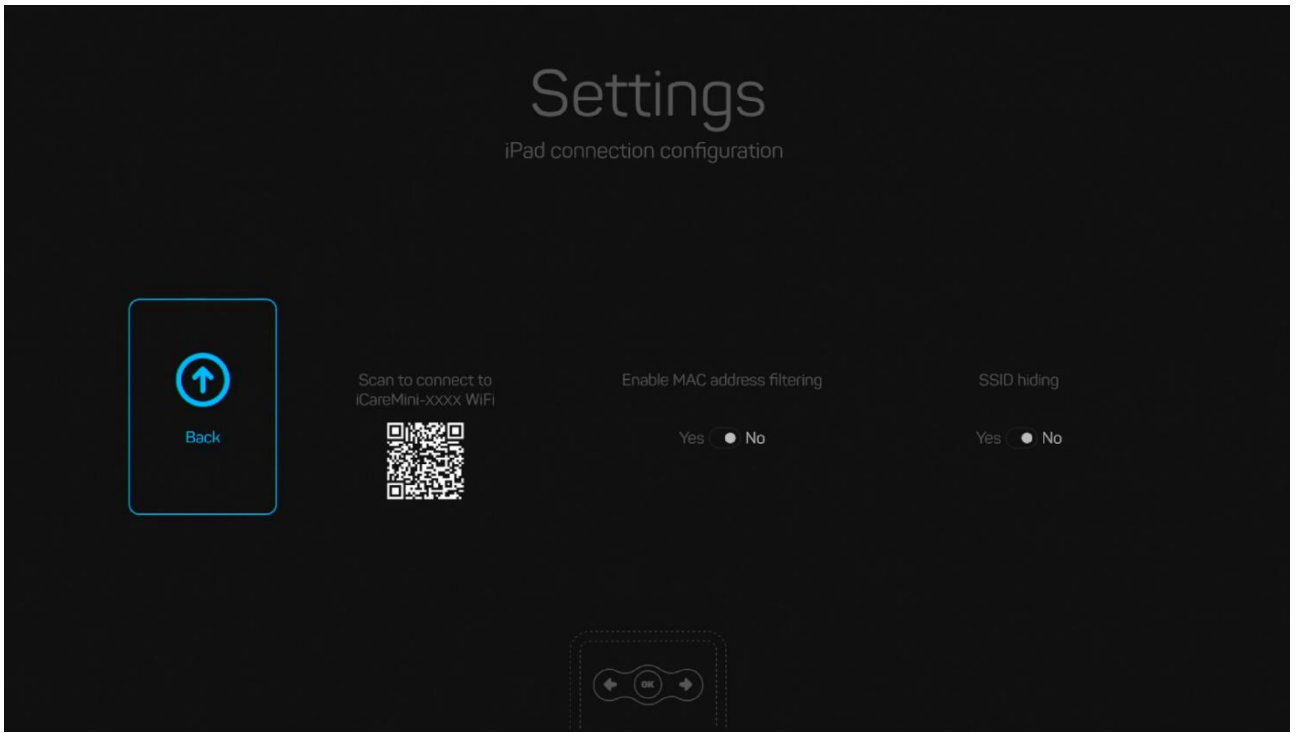 Settings
iPad connection configuration
Back
Scan to connect to
iCareMini-xxxx WiFi
Enable MAC address filtering
Yes No
SSID hiding
Yes No
OK